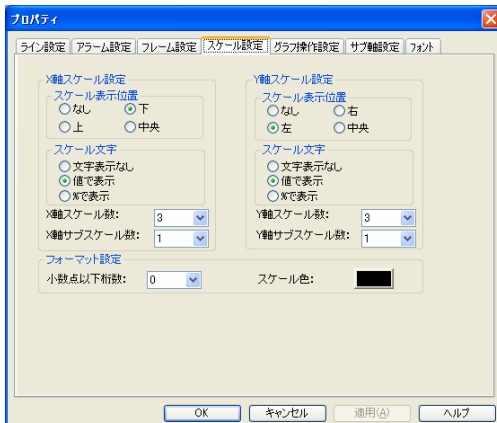 プロパティ
ライン設定 アラーム設定 フレーム設定 スケール設定 グラフ操作設定 サブ軸設定 フォント
X軸スケール設定
スケール表示位置
なし 下
上 中央
スケール文字
文字表示なし
値で表示
%で表示
X軸スケール数: 3
X軸サブスケール数: 1
Y軸スケール設定
スケール表示位置
なし 右
左 中央
スケール文字
文字表示なし
値で表示
%で表示
Y軸スケール数: 3
Y軸サブスケール数: 1
フォーマット設定
小数点以下桁数: 0 スケール色:
OK キャンセル 適用(A) ヘルプ